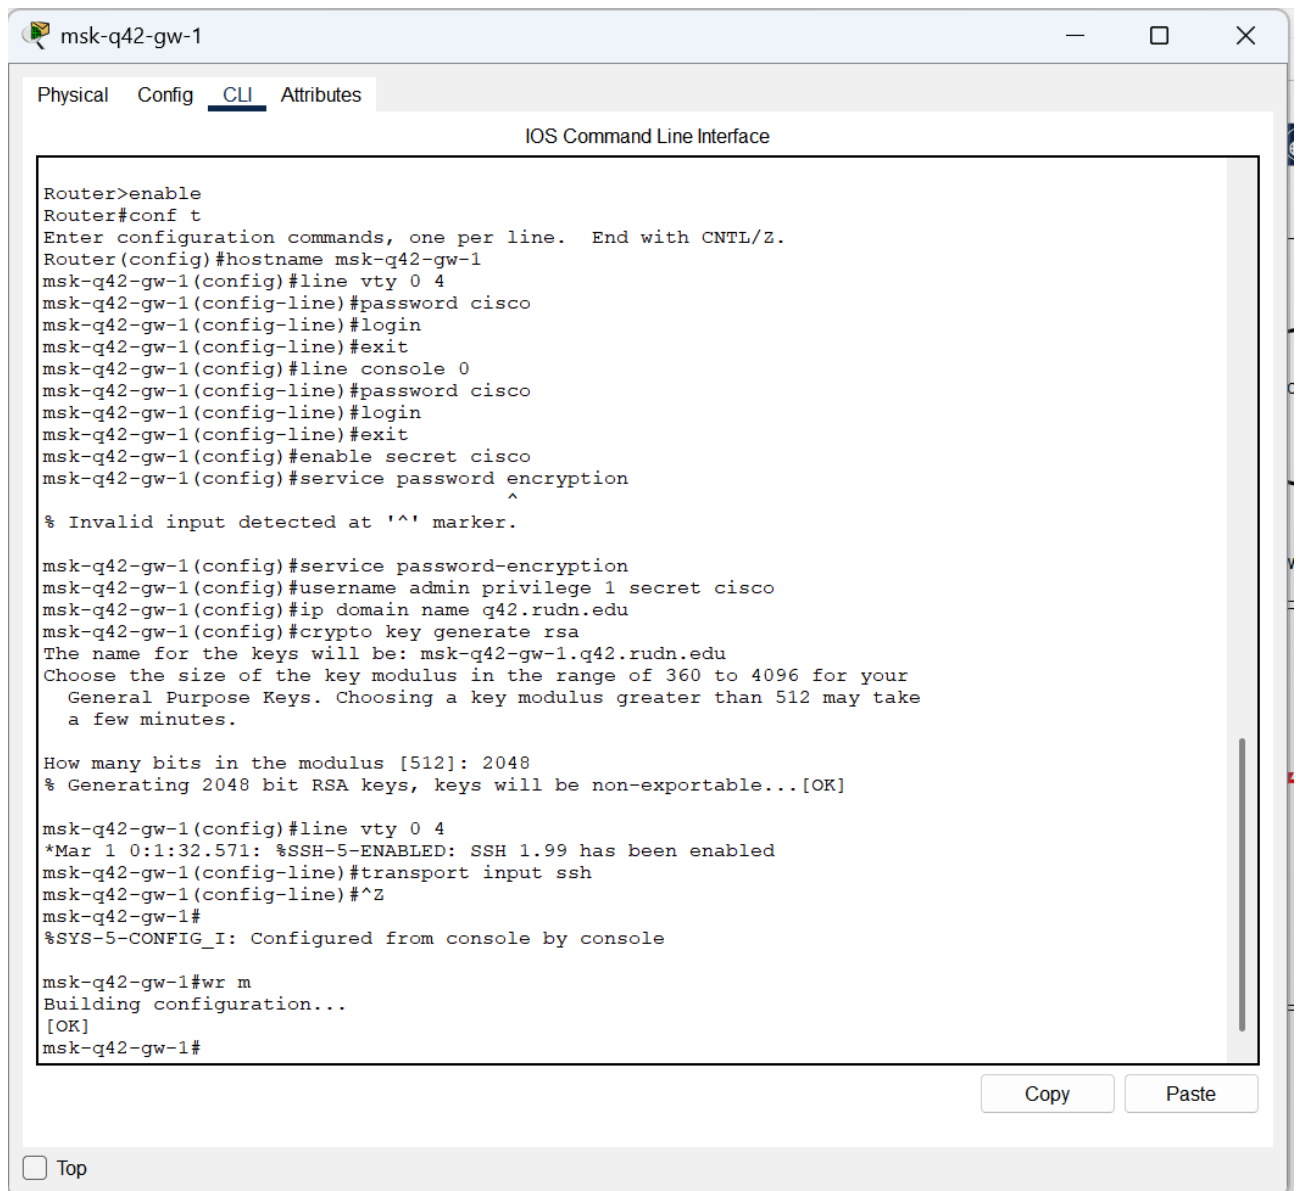 msk-q42-gw-1
Physical Config CLI Attributes
IOS Command Line Interface
Router>enable
Router#conf t
Enter configuration commands, one per line.  End with CNTL/Z.
Router(config)#hostname msk-q42-gw-1
msk-q42-gw-1(config)#line vty 0 4
msk-q42-gw-1(config-line)#password cisco
msk-q42-gw-1(config-line)#login
msk-q42-gw-1(config-line)#exit
msk-q42-gw-1(config)#line console 0
msk-q42-gw-1(config-line)#password cisco
msk-q42-gw-1(config-line)#login
msk-q42-gw-1(config-line)#exit
msk-q42-gw-1(config)#enable secret cisco
msk-q42-gw-1(config)#service password encryption
^
% Invalid input detected at '^' marker.
msk-q42-gw-1(config)#service password-encryption
msk-q42-gw-1(config)#username admin privilege 1 secret cisco
msk-q42-gw-1(config)#ip domain name q42.rudn.edu
msk-q42-gw-1(config)#crypto key generate rsa
The name for the keys will be: msk-q42-gw-1.q42.rudn.edu
Choose the size of the key modulus in the range of 360 to 4096 for your
General Purpose Keys. Choosing a key modulus greater than 512 may take
a few minutes.
How many bits in the modulus [512]: 2048
% Generating 2048 bit RSA keys, keys will be non-exportable...[OK]
msk-q42-gw-1(config)#line vty 0 4
*Mar 1 0:1:32.571: %SSH-5-ENABLED: SSH 1.99 has been enabled
msk-q42-gw-1(config-line)#transport input ssh
msk-q42-gw-1(config-line)#^Z
msk-q42-gw-1#
%SYS-5-CONFIG_I: Configured from console by console
msk-q42-gw-1#wr m
Building configuration...
[OK]
msk-q42-gw-1#
Copy Paste
Top